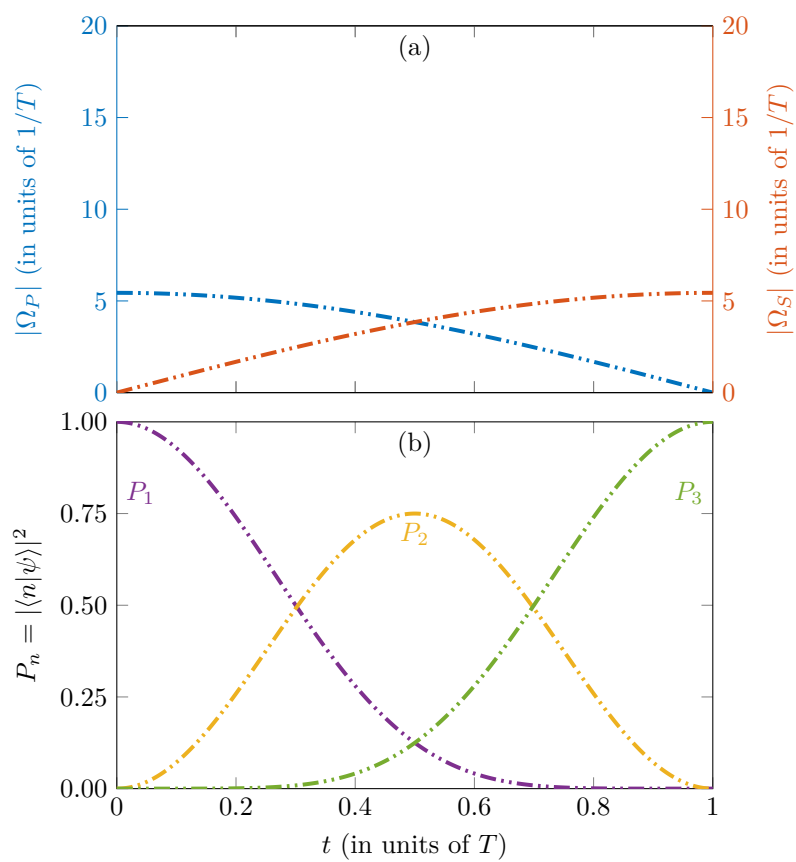 (a)
|Ω_P| (in units of 1/T)
20
15
10
5
0
|Ω_S| (in units of 1/T)
20
15
10
5
0
(b)
P_n = |⟨n|ψ⟩|²
1.00
0.75
0.50
0.25
0.00
P_1
P_2
P_3
0 0.2 0.4 0.6 0.8 1
t (in units of T)